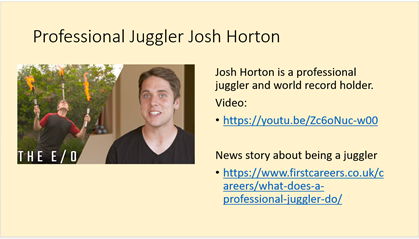 Professional Juggler Josh Horton
THE E/O
Josh Horton is a professional
juggler and world record holder.
Video:
• https://youtu.be/Zc6oNuc-w00
News story about being a juggler
• https://www.firstcareers.co.uk/c
areers/what-does-a-
professional-juggler-do/